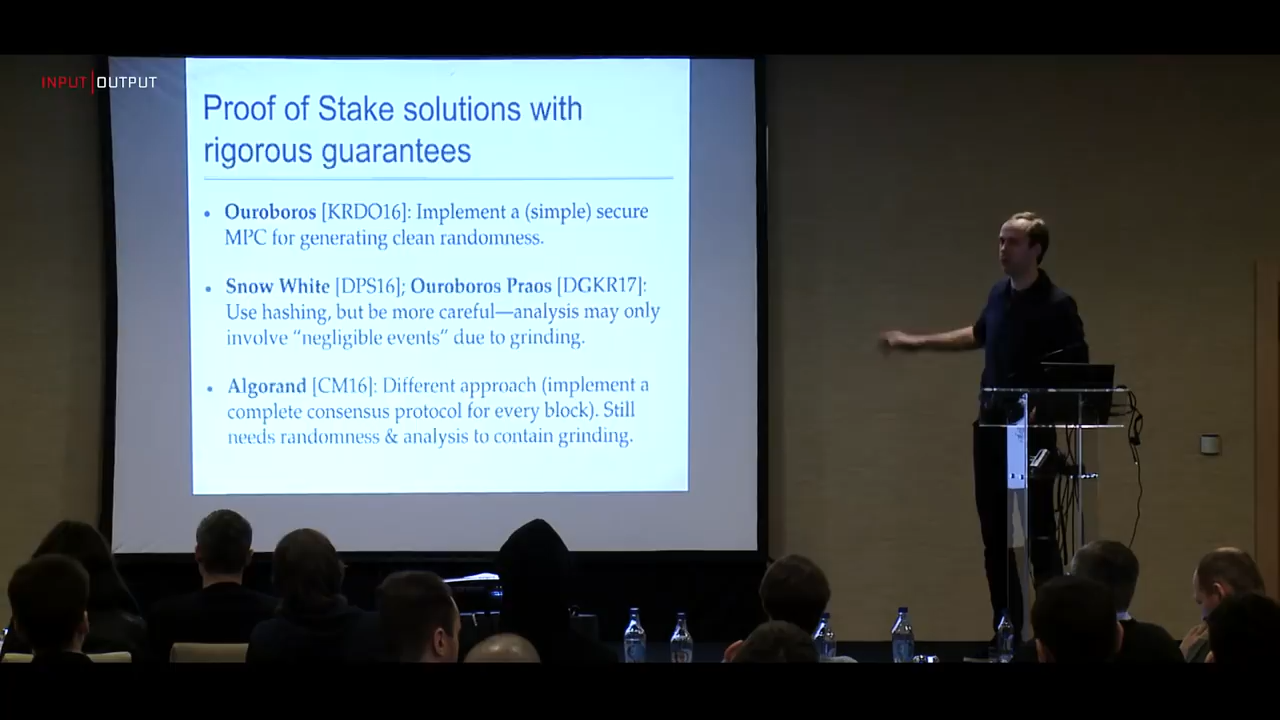 INPUT|OUTPUT
Proof of Stake solutions with
rigorous guarantees
• Ouroboros [KRDO16]: Implement a (simple) secure
MPC for generating clean randomness.
• Snow White [DPS16]; Ouroboros Praos [DGKR17]:
Use hashing, but be more careful—analysis may only
involve “negligible events” due to grinding.
• Algorand [CM16]: Different approach (implement a
complete consensus protocol for every block). Still
needs randomness & analysis to contain grinding.